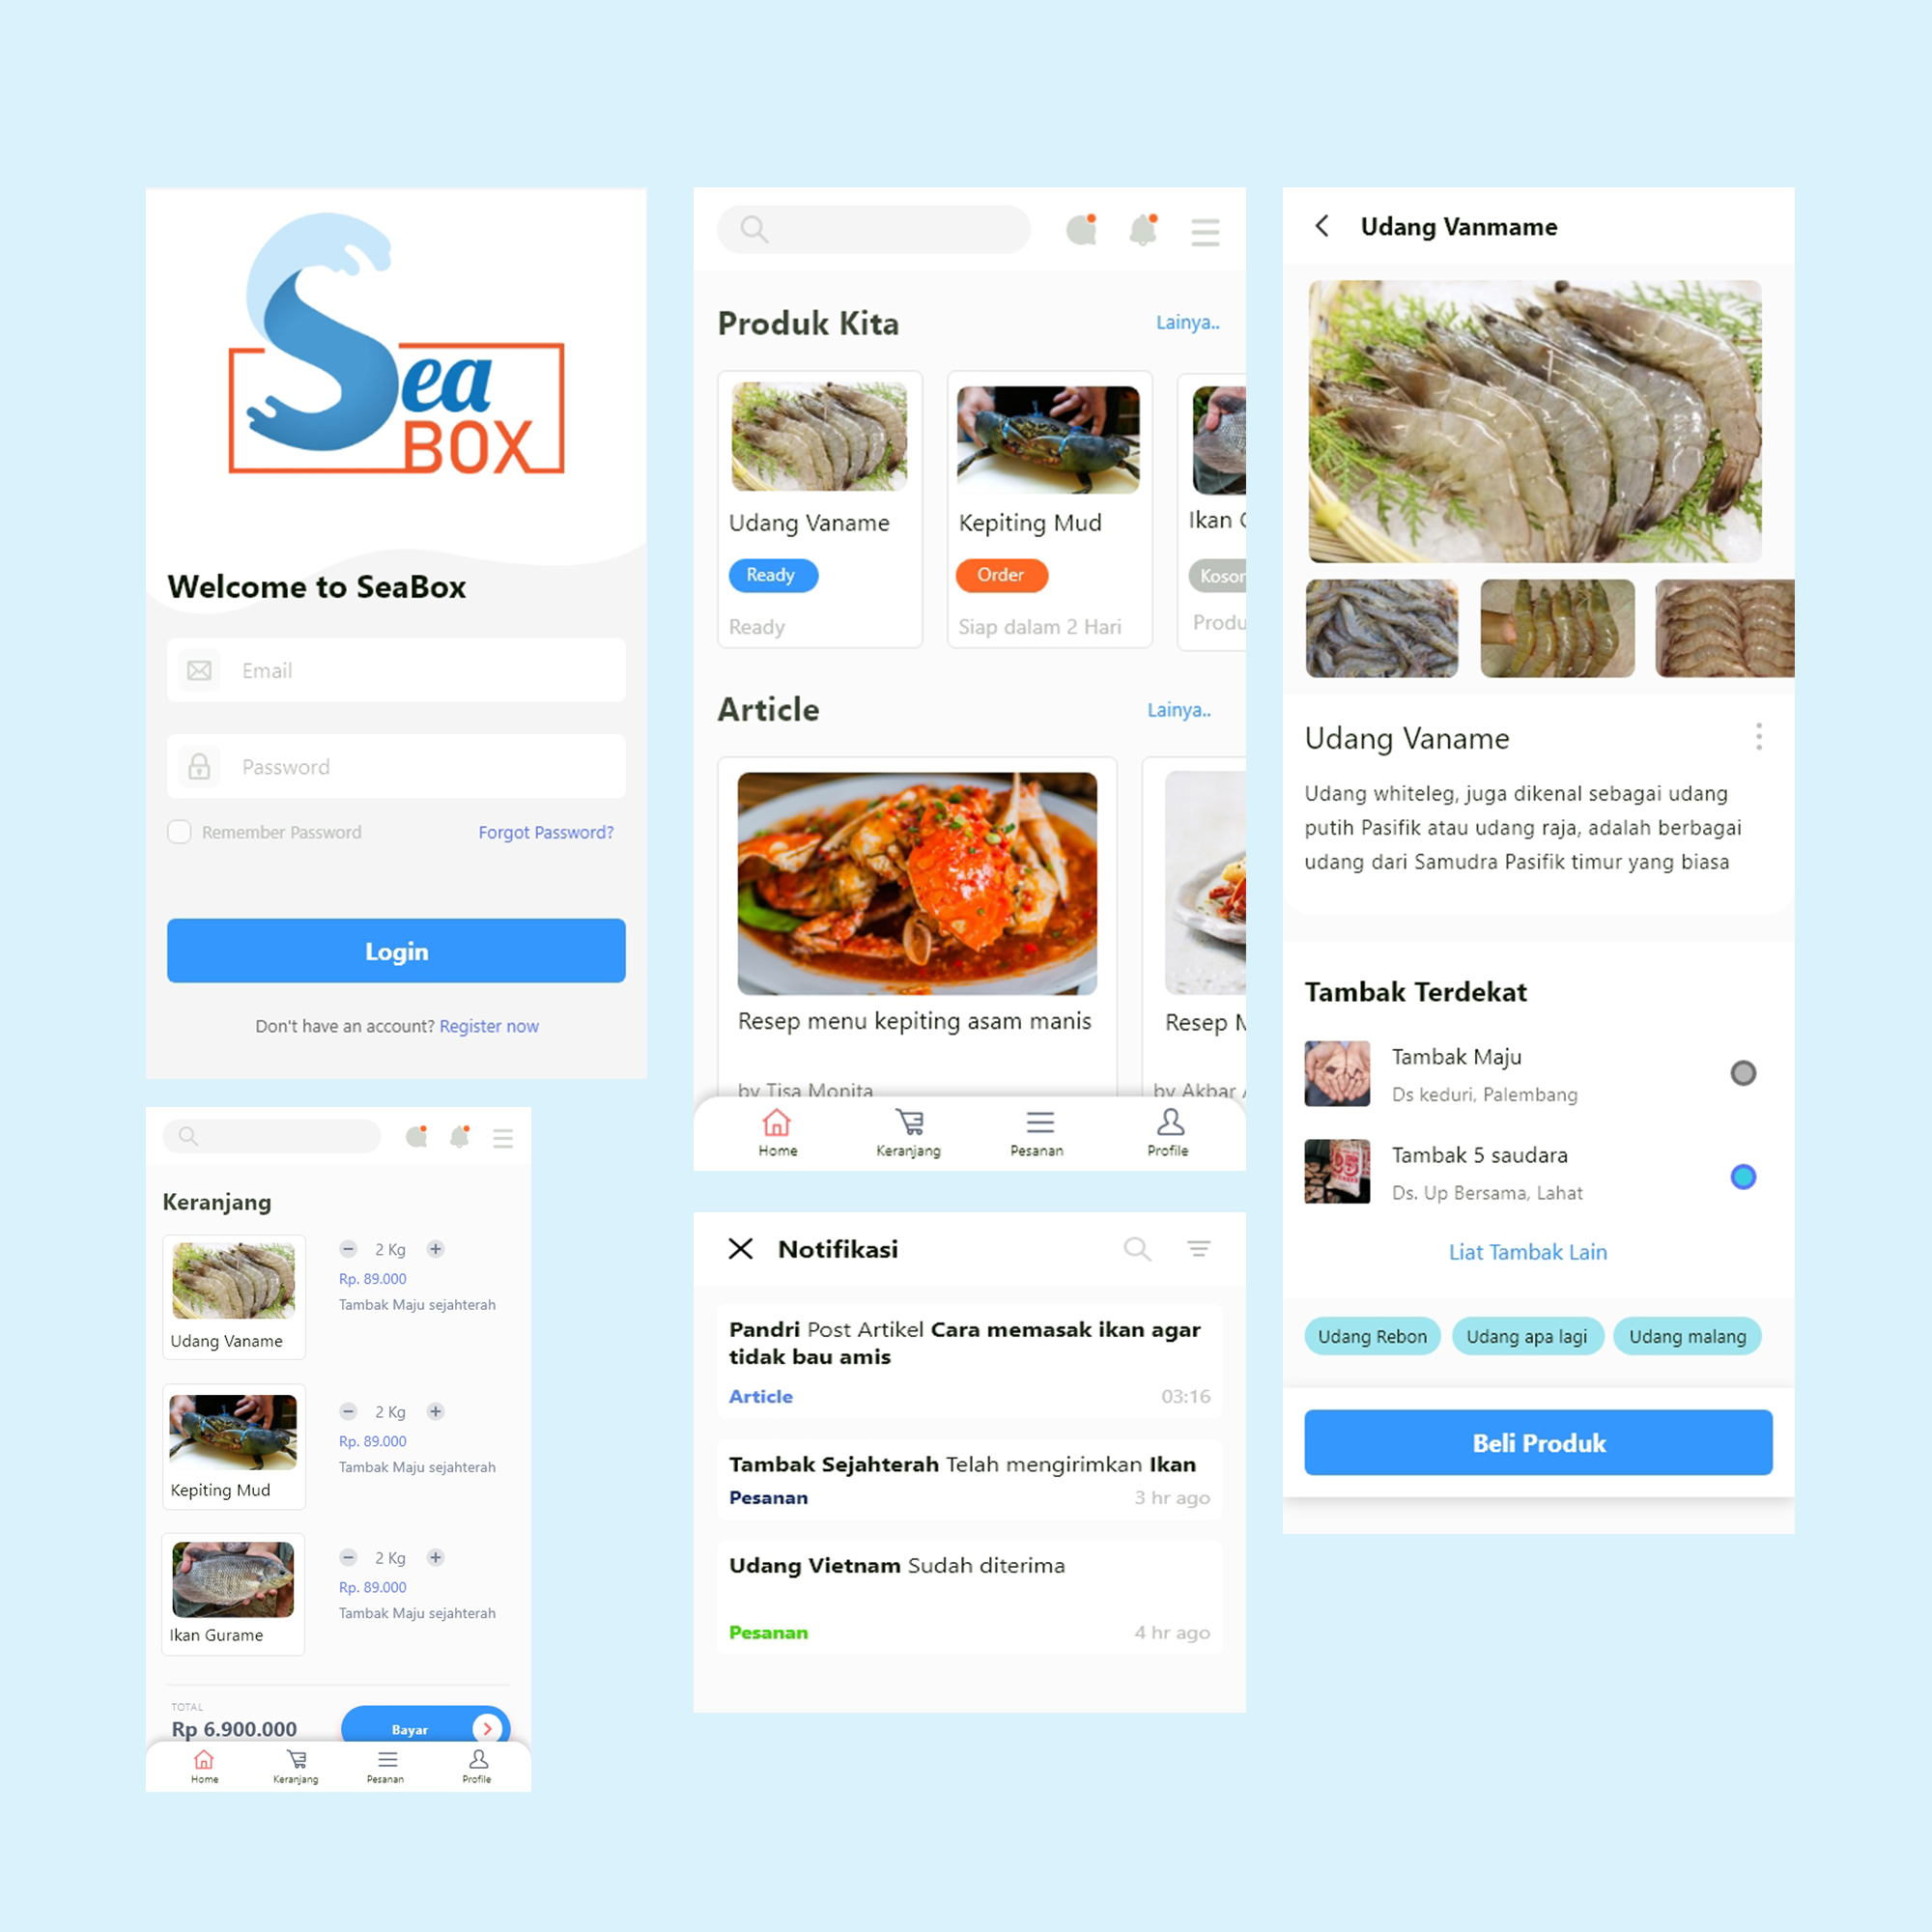 Sea
BOX
Welcome to SeaBox
Email
Password
Remember Password
Forgot Password?
Login
Don't have an account? Register now
Keranjang
Udang Vaname
2 Kg
Rp. 89.000
Tambak Maju sejahterah
Kepiting Mud
2 Kg
Rp. 89.000
Tambak Maju sejahterah
Ikan Gurame
2 Kg
Rp. 89.000
Tambak Maju sejahterah
TOTAL
Rp 6.900.000
Bayar
Home
Keranjang
Pesanan
Profile
Produk Kita
Lainya..
Udang Vaname
Ready
Ready
Kepiting Mud
Order
Siap dalam 2 Hari
Ikan
Article
Lainya..
Resep menu kepiting asam manis
by Tisa Monita
Resep
by Akbar
Home
Keranjang
Pesanan
Profile
Notifikasi
Pandri Post Artikel Cara memasak ikan agar
tidak bau amis
Article
03:16
Tambak Sejahterah Telah mengirimkan Ikan
Pesanan
3 hr ago
Udang Vietnam Sudah diterima
Pesanan
4 hr ago
Udang Vanmame
Udang Vaname
Udang whiteleg, juga dikenal sebagai udang
putih Pasifik atau udang raja, adalah berbagai
udang dari Samudra Pasifik timur yang biasa
Tambak Terdekat
Tambak Maju
Ds keduri, Palembang
Tambak 5 saudara
Ds. Up Bersama, Lahat
Liat Tambak Lain
Udang Rebon
Udang apa lagi
Udang malang
Beli Produk